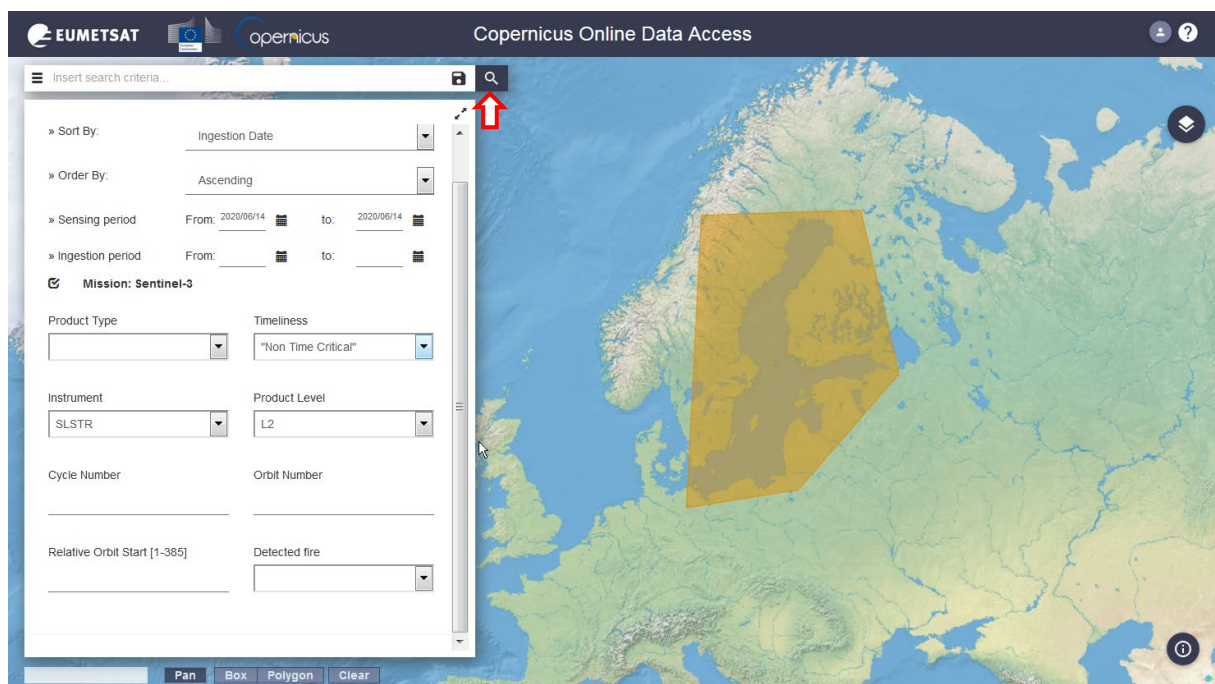 EUMETSAT
opernicus
Copernicus Online Data Access
?
Insert search criteria...
» Sort By: Ingestion Date
» Order By: Ascending
» Sensing period From: 2020/06/14 to: 2020/06/14
» Ingestion period From: to:
Mission: Sentinel-3
Product Type Timeliness
"Non Time Critical"
Instrument Product Level
SLSTR L2
Cycle Number Orbit Number
Relative Orbit Start [1-385] Detected fire
Pan Box Polygon Clear